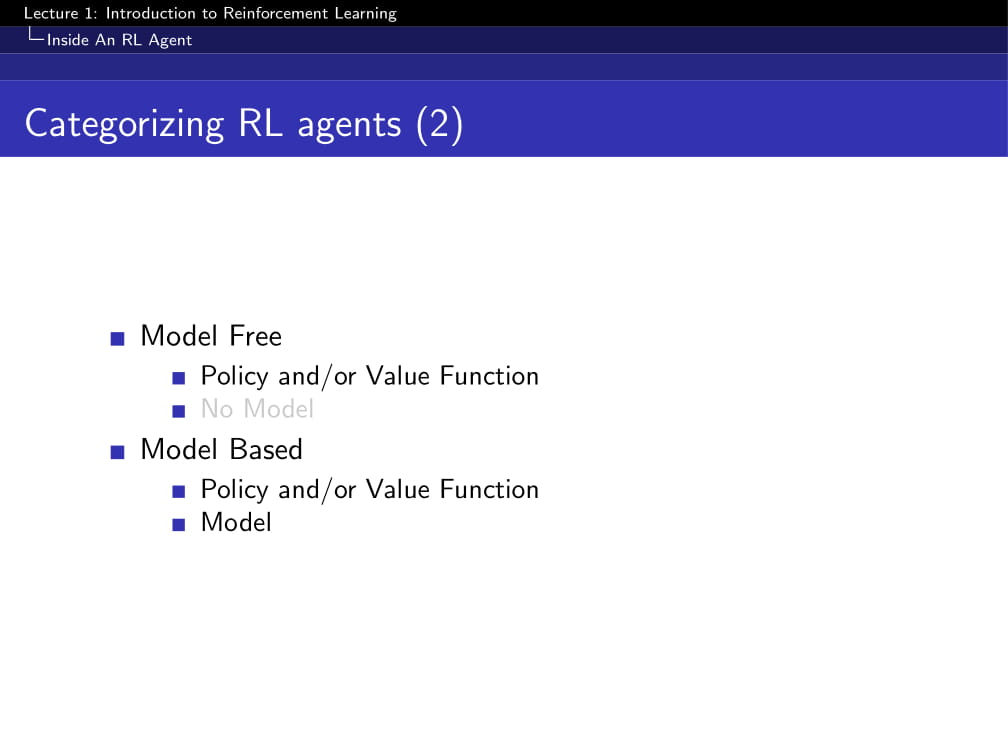 Lecture 1: Introduction to Reinforcement Learning
Inside An RL Agent
Categorizing RL agents (2)
Model Free
Policy and/or Value Function
No Model
Model Based
Policy and/or Value Function
Model